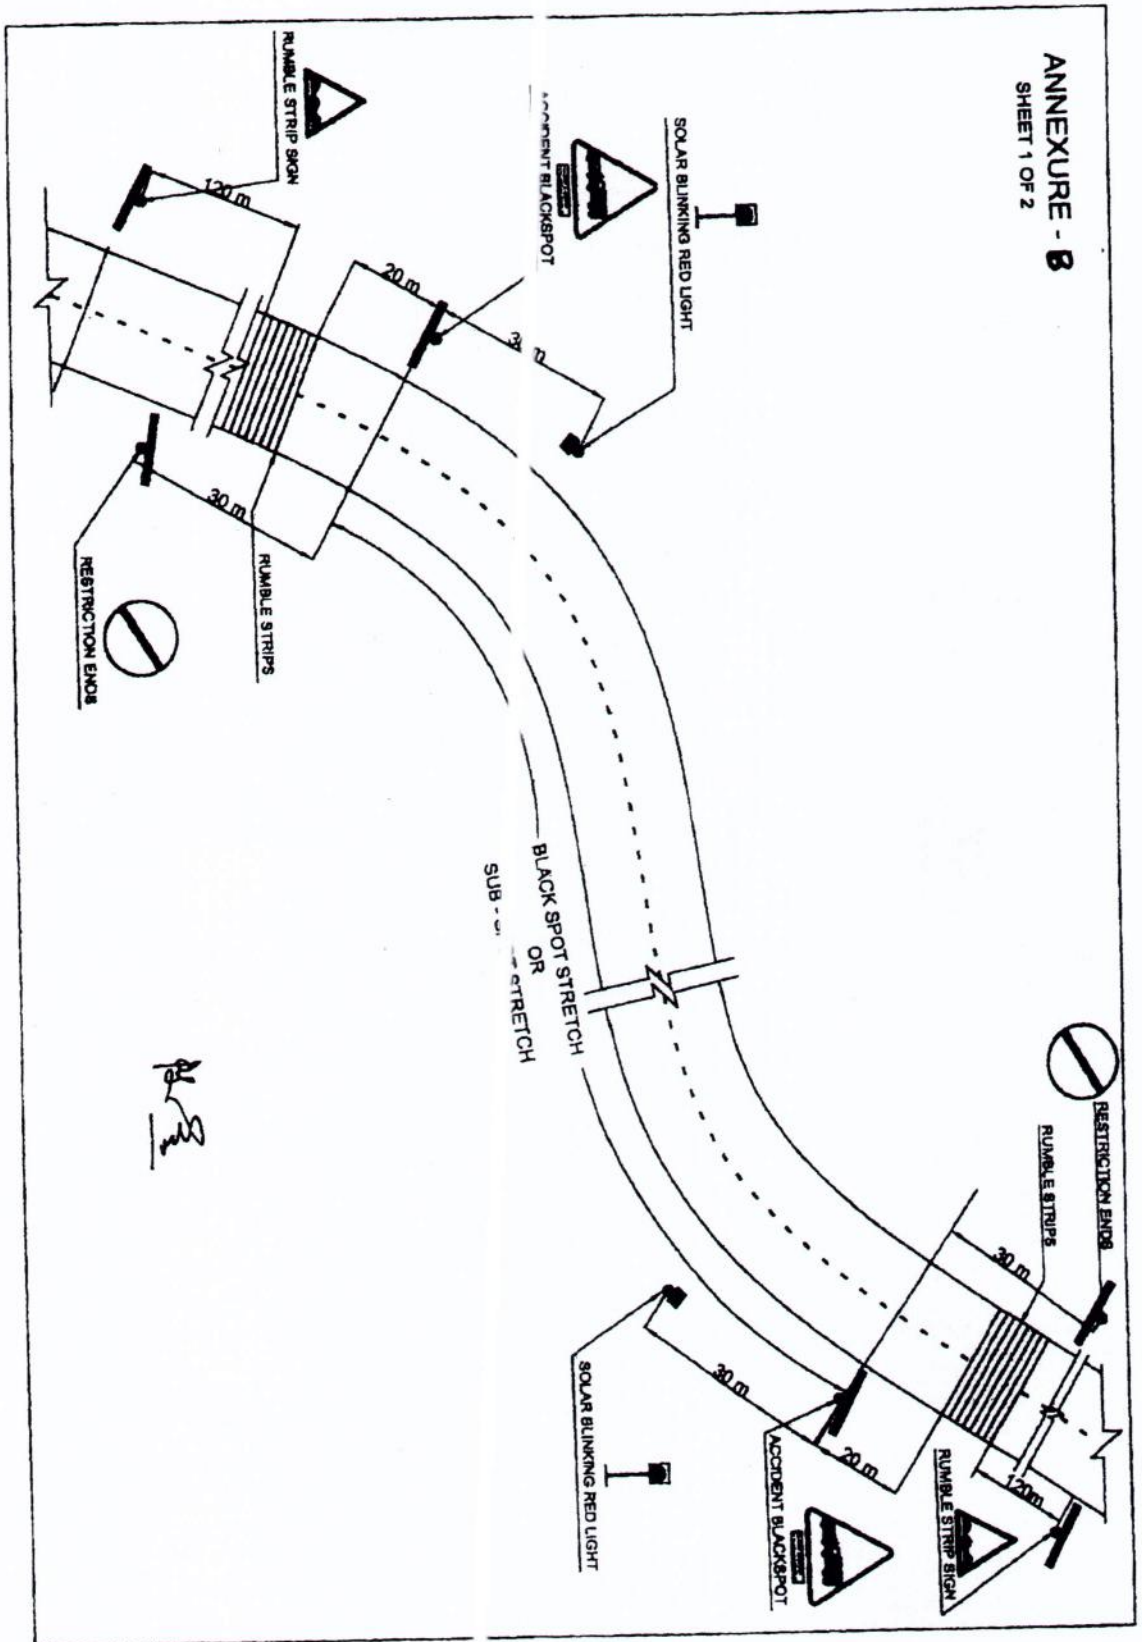 ANNEXURE - B
SHEET 1 OF 2
RESTRICTION ENDS
RUMBLE STRIPS
30 m
120m
RUMBLE STRIP SIGN
20 m
ACCIDENT BLACKSPOT
30 m
SOLAR BLINKING RED LIGHT
SOLAR BLINKING RED LIGHT
ACCIDENT BLACKSPOT
20 m
BLACK SPOT STRETCH
OR
STRETCH
RUMBLE STRIP SIGN
120 m
30 m
RUMBLE STRIPS
RESTRICTION ENDS